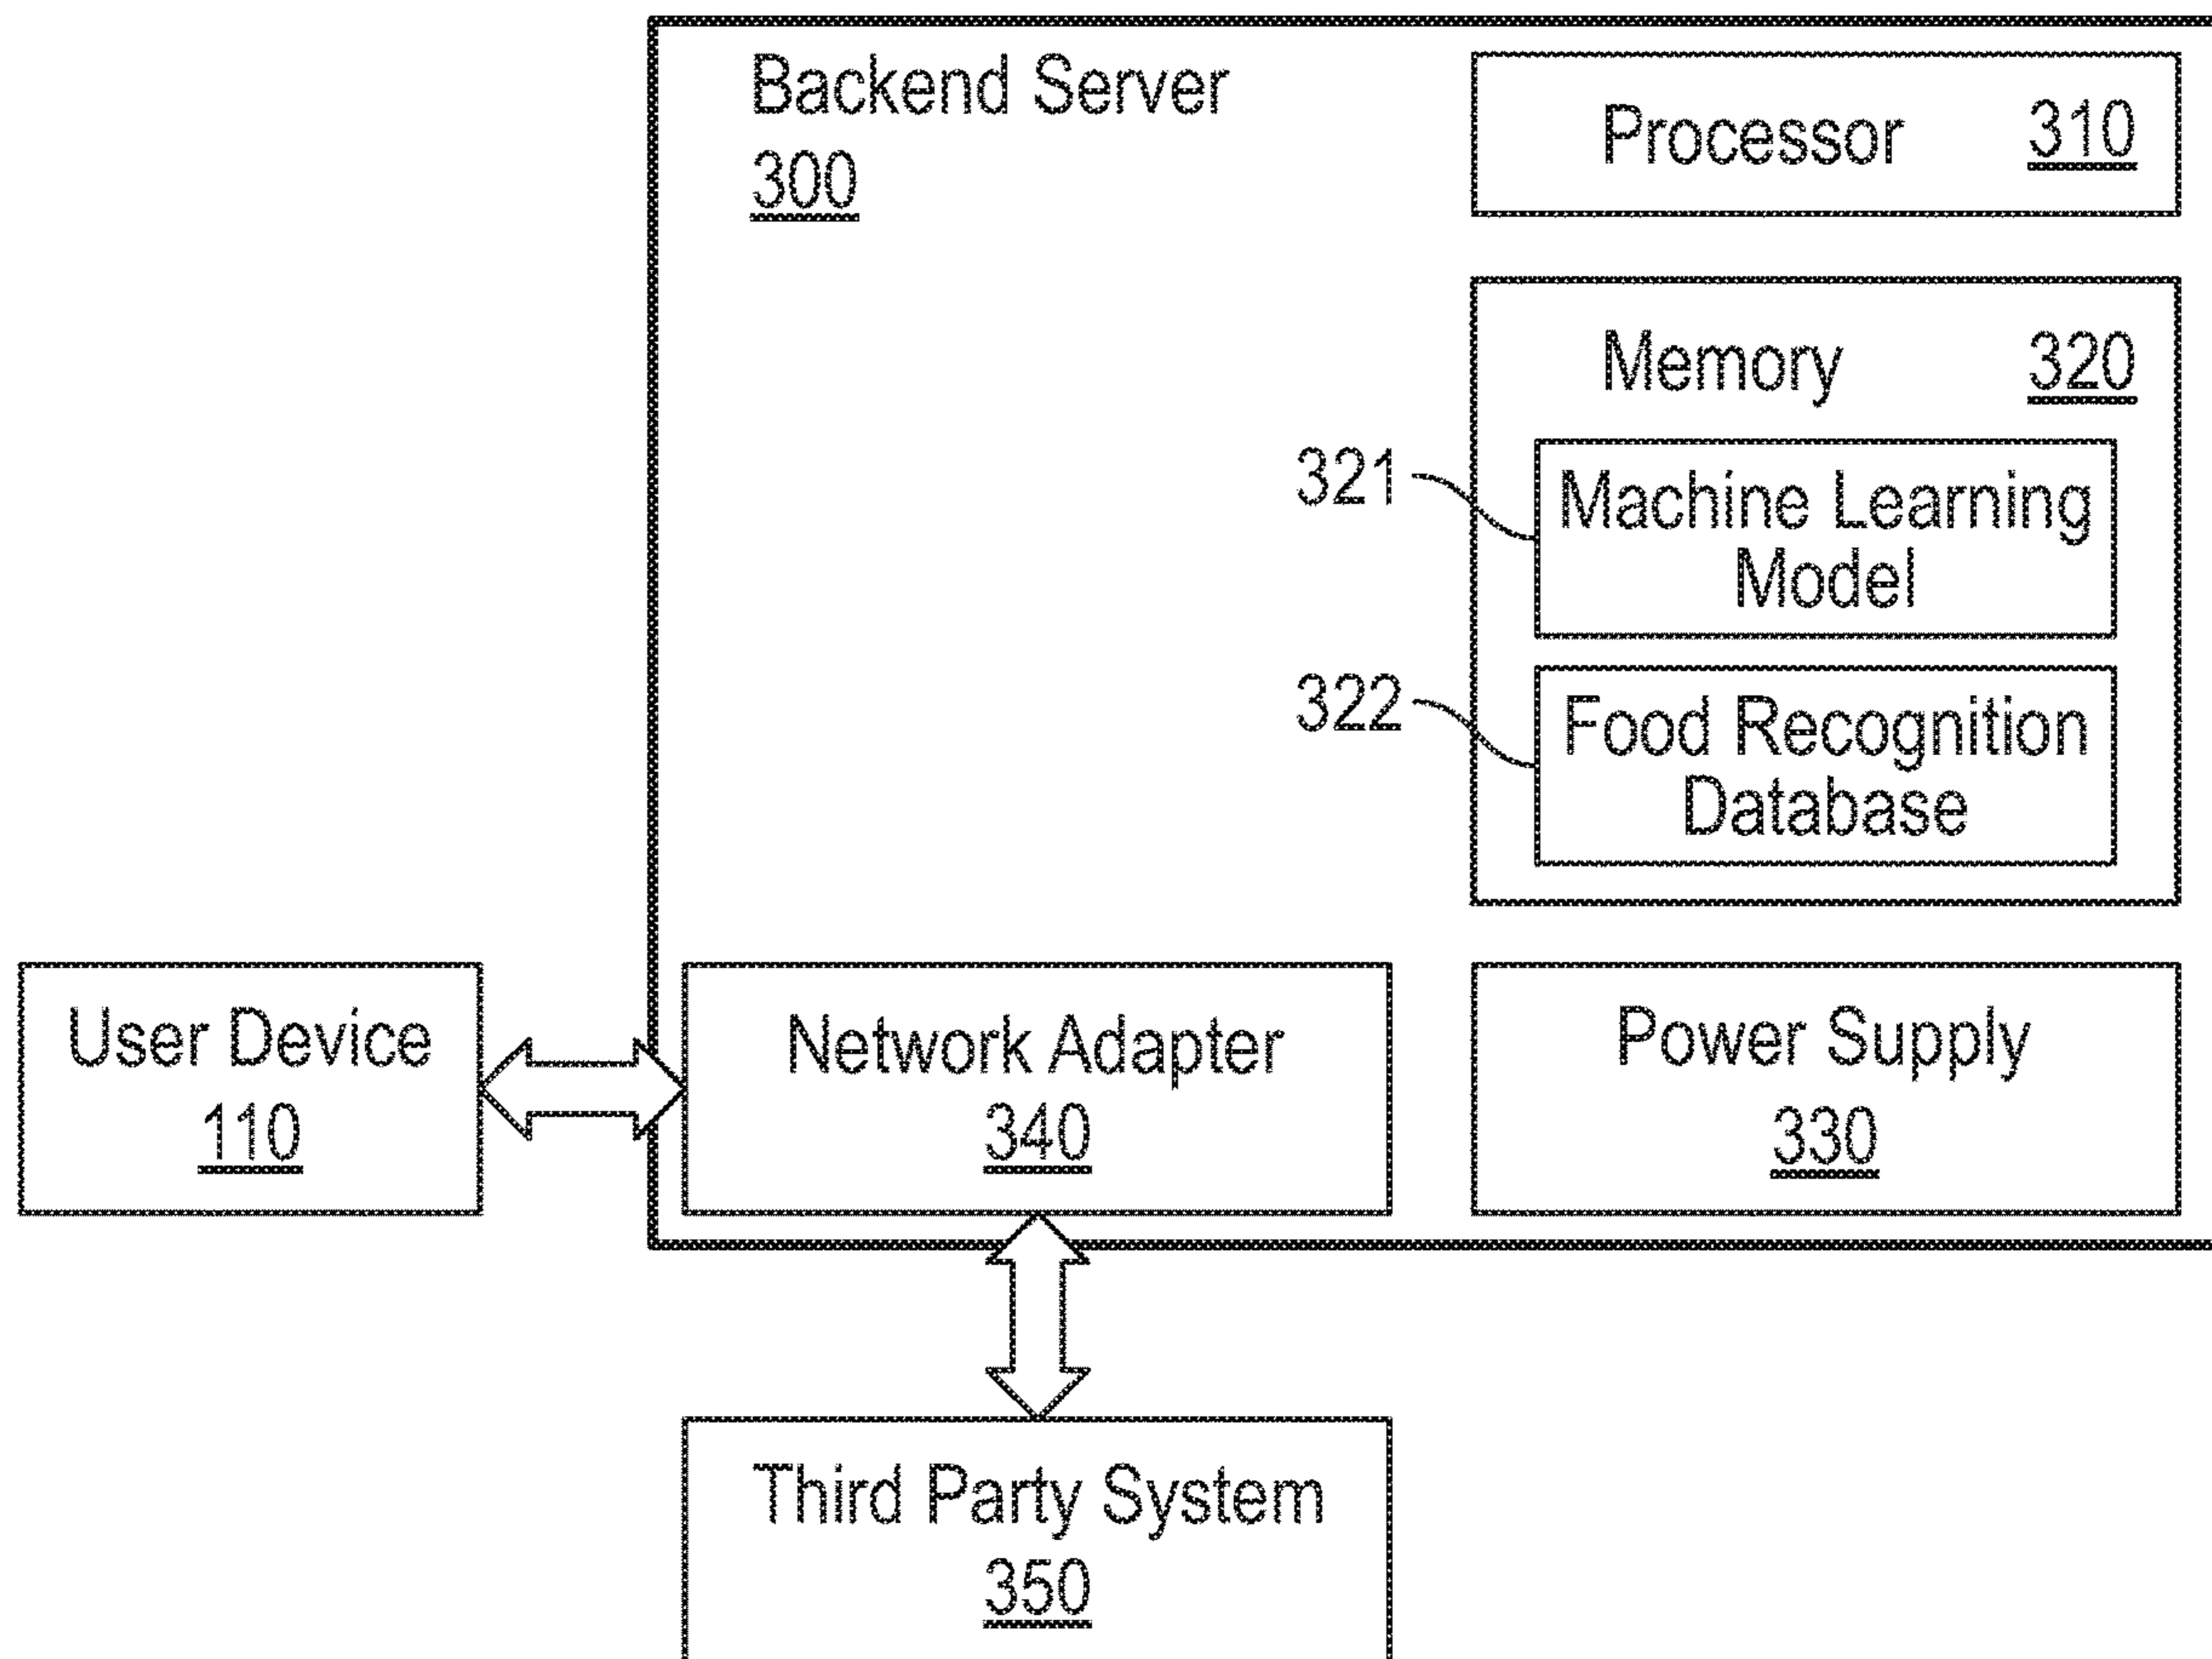 Backend Server
300
Processor 310
Memory 320
321
Machine Learning
Model
322
Food Recognition
Database
User Device
110
Network Adapter
340
Power Supply
330
Third Party System
350